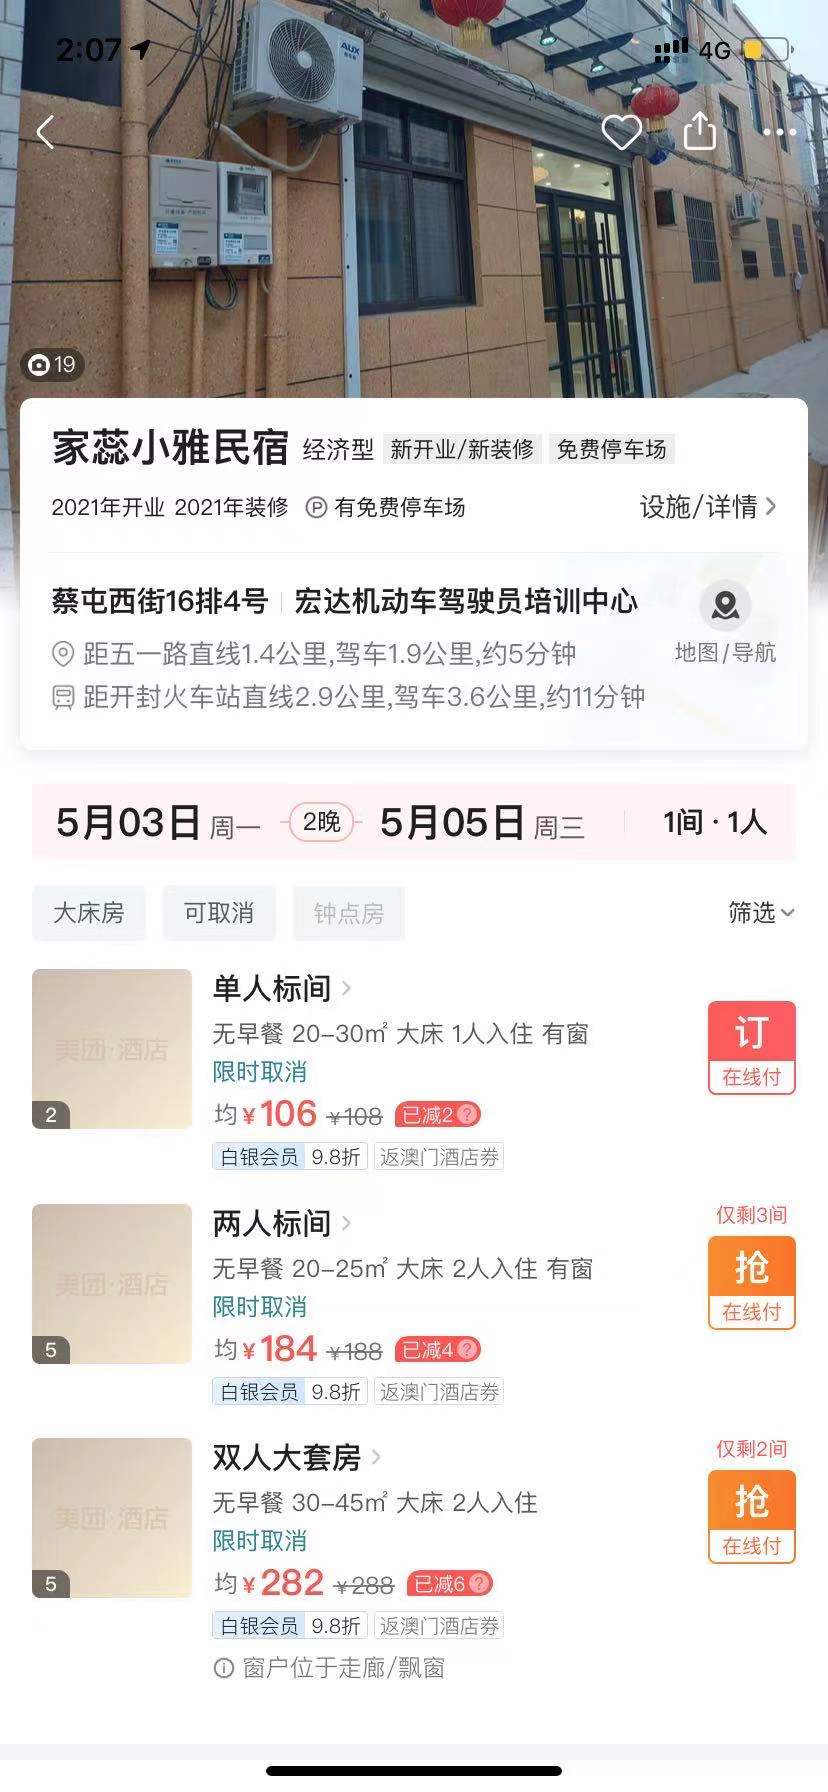 2:07
4G
AUX
19
家蕊小雅民宿 经济型 新开业/新装修 免费停车场
2021年开业 2021年装修 Ⓟ 有免费停车场 设施/详情
蔡屯西街16排4号 | 宏达机动车驾驶员培训中心
距五一路直线1.4公里,驾车1.9公里,约5分钟
地图/导航
距开封火车站直线2.9公里,驾车3.6公里,约11分钟
5月03日 周一 2晚 5月05日 周三 1间·1人
大床房 可取消 钟点房 筛选
单人标间
无早餐 20-30㎡ 大床 1人入住 有窗
限时取消
均 ¥106 ¥108 已减2?
白银会员 9.8折 返澳门酒店券
订
在线付
美团·酒店
2
两人标间
无早餐 20-25㎡ 大床 2人入住 有窗
限时取消
均 ¥184 ¥188 已减4?
白银会员 9.8折 返澳门酒店券
仅剩3间
抢
在线付
美团·酒店
5
双人大套房
无早餐 30-45㎡ 大床 2人入住
限时取消
均 ¥282 ¥288 已减6?
白银会员 9.8折 返澳门酒店券
窗户位于走廊/飘窗
仅剩2间
抢
在线付
美团·酒店
5